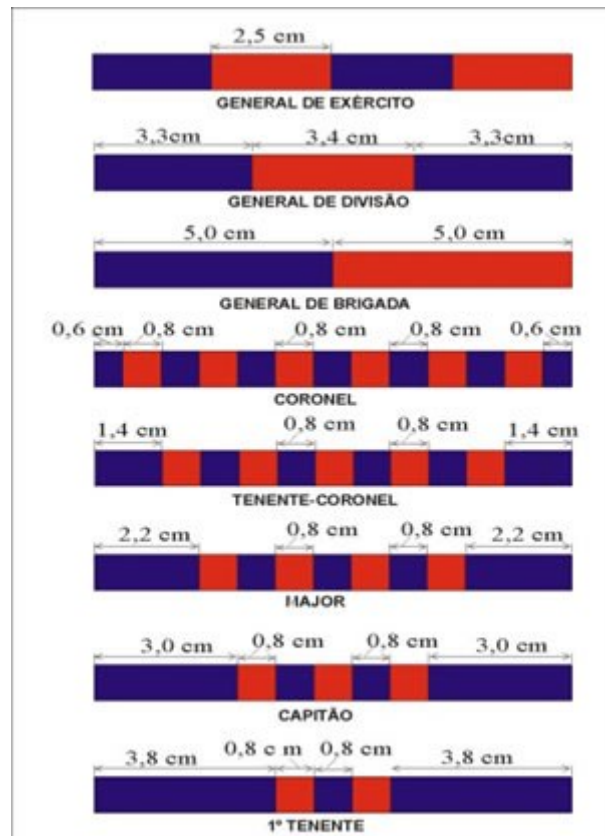 2,5 cm
GENERAL DE EXÉRCITO
3,3cm 3,4 cm 3,3cm
GENERAL DE DIVISÃO
5,0 cm 5,0 cm
GENERAL DE BRIGADA
0,6 cm 0,8 cm 0,8 cm 0,8 cm 0,6 cm
CORONEL
1,4 cm 0,8 cm 0,8 cm 1,4 cm
TENENTE-CORONEL
2,2 cm 0,8 cm 0,8 cm 2,2 cm
MAJOR
3,0 cm 0,8 cm 0,8 cm 3,0 cm
CAPITÃO
3,8 cm 0,8 c m 0,8 cm 3,8 cm
1º TENENTE